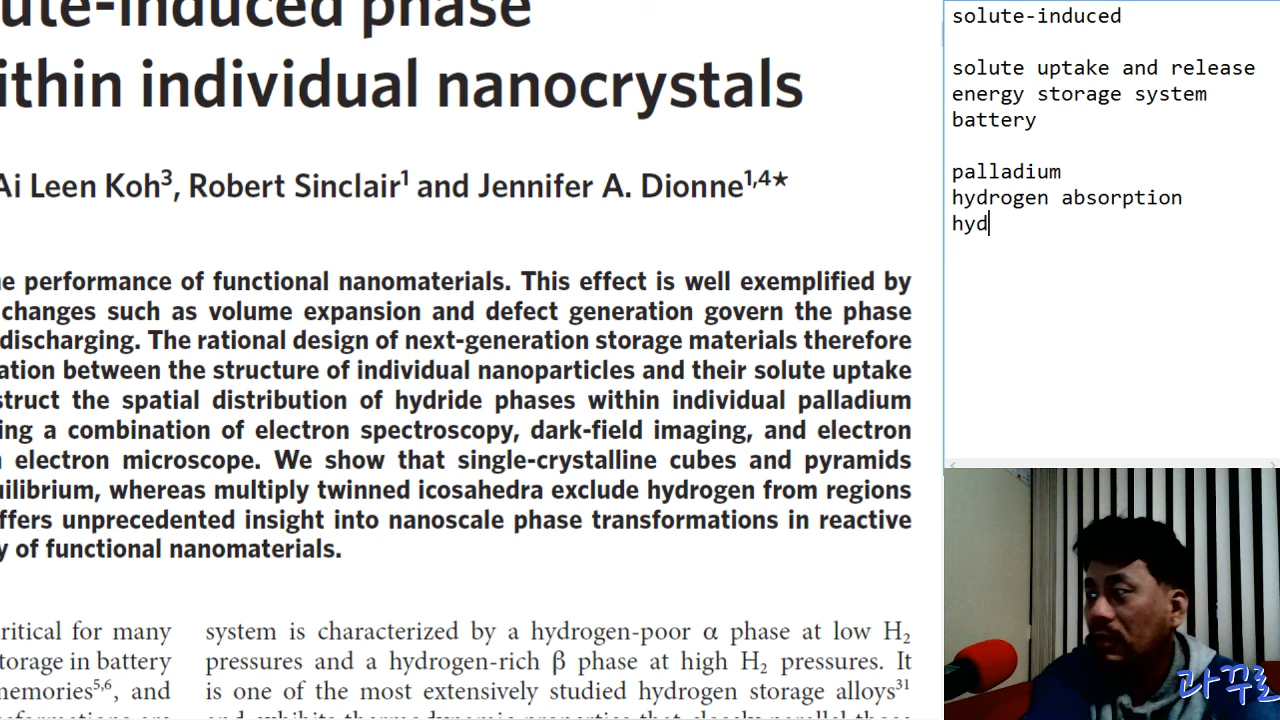 ute-induced phase
ithin individual nanocrystals
Ai Leen Koh3, Robert Sinclair1 and Jennifer A. Dionne1,4★
e performance of functional nanomaterials. This effect is well exemplified by
changes such as volume expansion and defect generation govern the phase
discharging. The rational design of next-generation storage materials therefore
ation between the structure of individual nanoparticles and their solute uptake
struct the spatial distribution of hydride phases within individual palladium
ing a combination of electron spectroscopy, dark-field imaging, and electron
electron microscope. We show that single-crystalline cubes and pyramids
uilibrium, whereas multiply twinned icosahedra exclude hydrogen from regions
ffers unprecedented insight into nanoscale phase transformations in reactive
y of functional nanomaterials.
ritical for many
torage in battery
nemories5,6, and
system is characterized by a hydrogen-poor α phase at low H2
pressures and a hydrogen-rich β phase at high H2 pressures. It
is one of the most extensively studied hydrogen storage alloys31
solute-induced
solute uptake and release
energy storage system
battery
palladium
hydrogen absorption
hyd
과꾸로